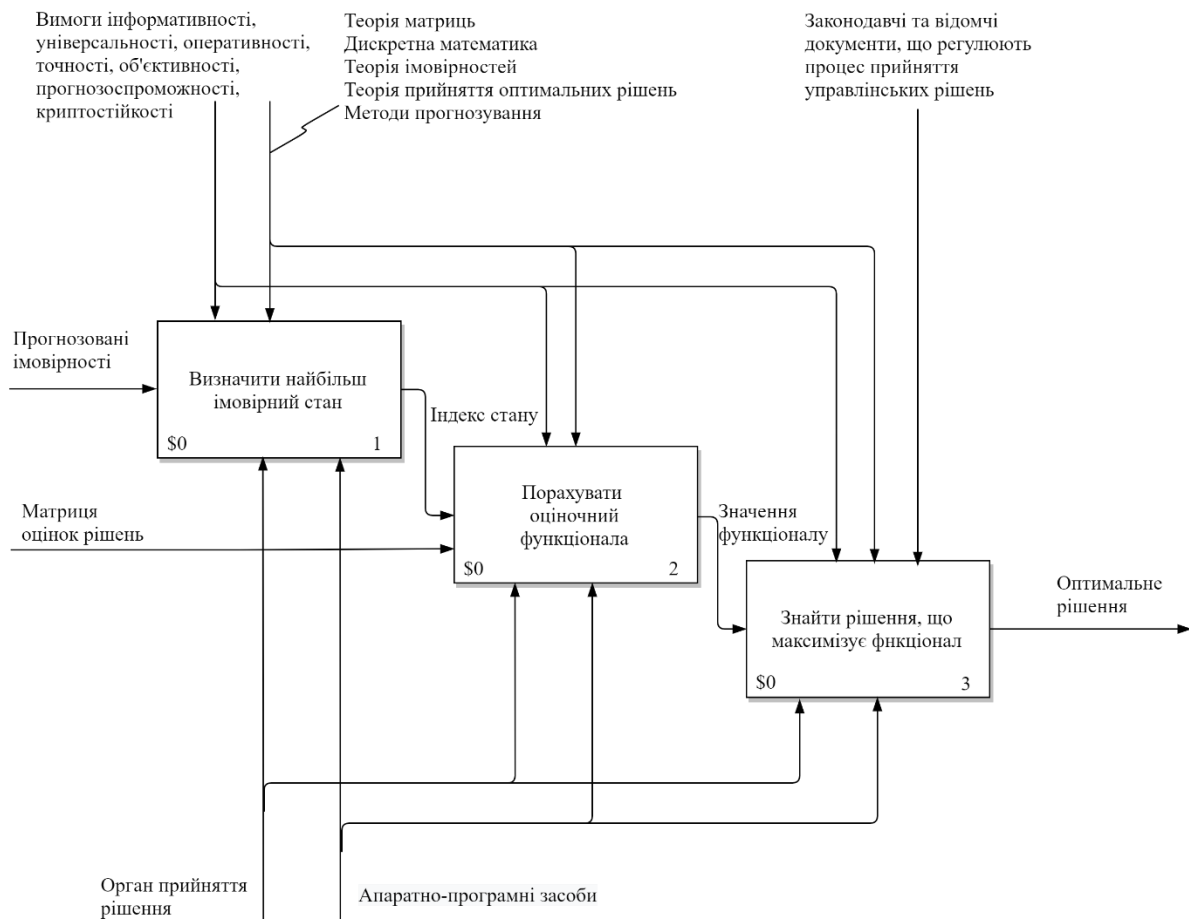 Вимоги інформативності,
універсальності, оперативності,
точності, об'єктивності,
прогнозоспроможності,
криптостійкості
Теорія матриць
Дискретна математика
Теорія імовірностей
Теорія прийняття оптимальних рішень
Методи прогнозування
Законодавчі та відомчі
документи, що регулюють
процес прийняття
управлінських рішень
Прогнозовані
імовірності
Визначити найбільш
імовірний стан
$0
1
Індекс стану
Матриця
оцінок рішень
Порахувати
оціночний
функціонала
$0
2
Значення
функціоналу
Знайти рішення, що
максимізує фнкціонал
$0
3
Оптимальне
рішення
Орган прийняття
рішення
Апаратно-програмні засоби